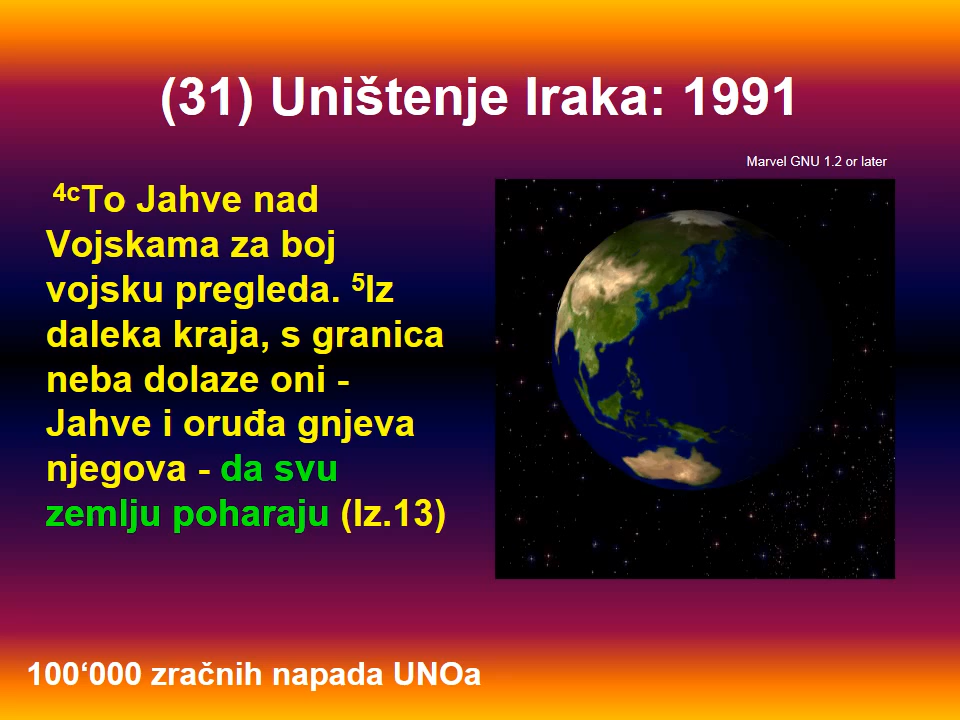 (31) Uništenje Iraka: 1991
Marvel GNU 1.2 or later
4cTo Jahve nad
Vojskama za boj
vojsku pregleda. 5Iz
daleka kraja, s granica
neba dolaze oni -
Jahve i oruđa gnjeva
njegova - da svu
zemlju poharaju (Iz.13)
100‘000 zračnih napada UNOa